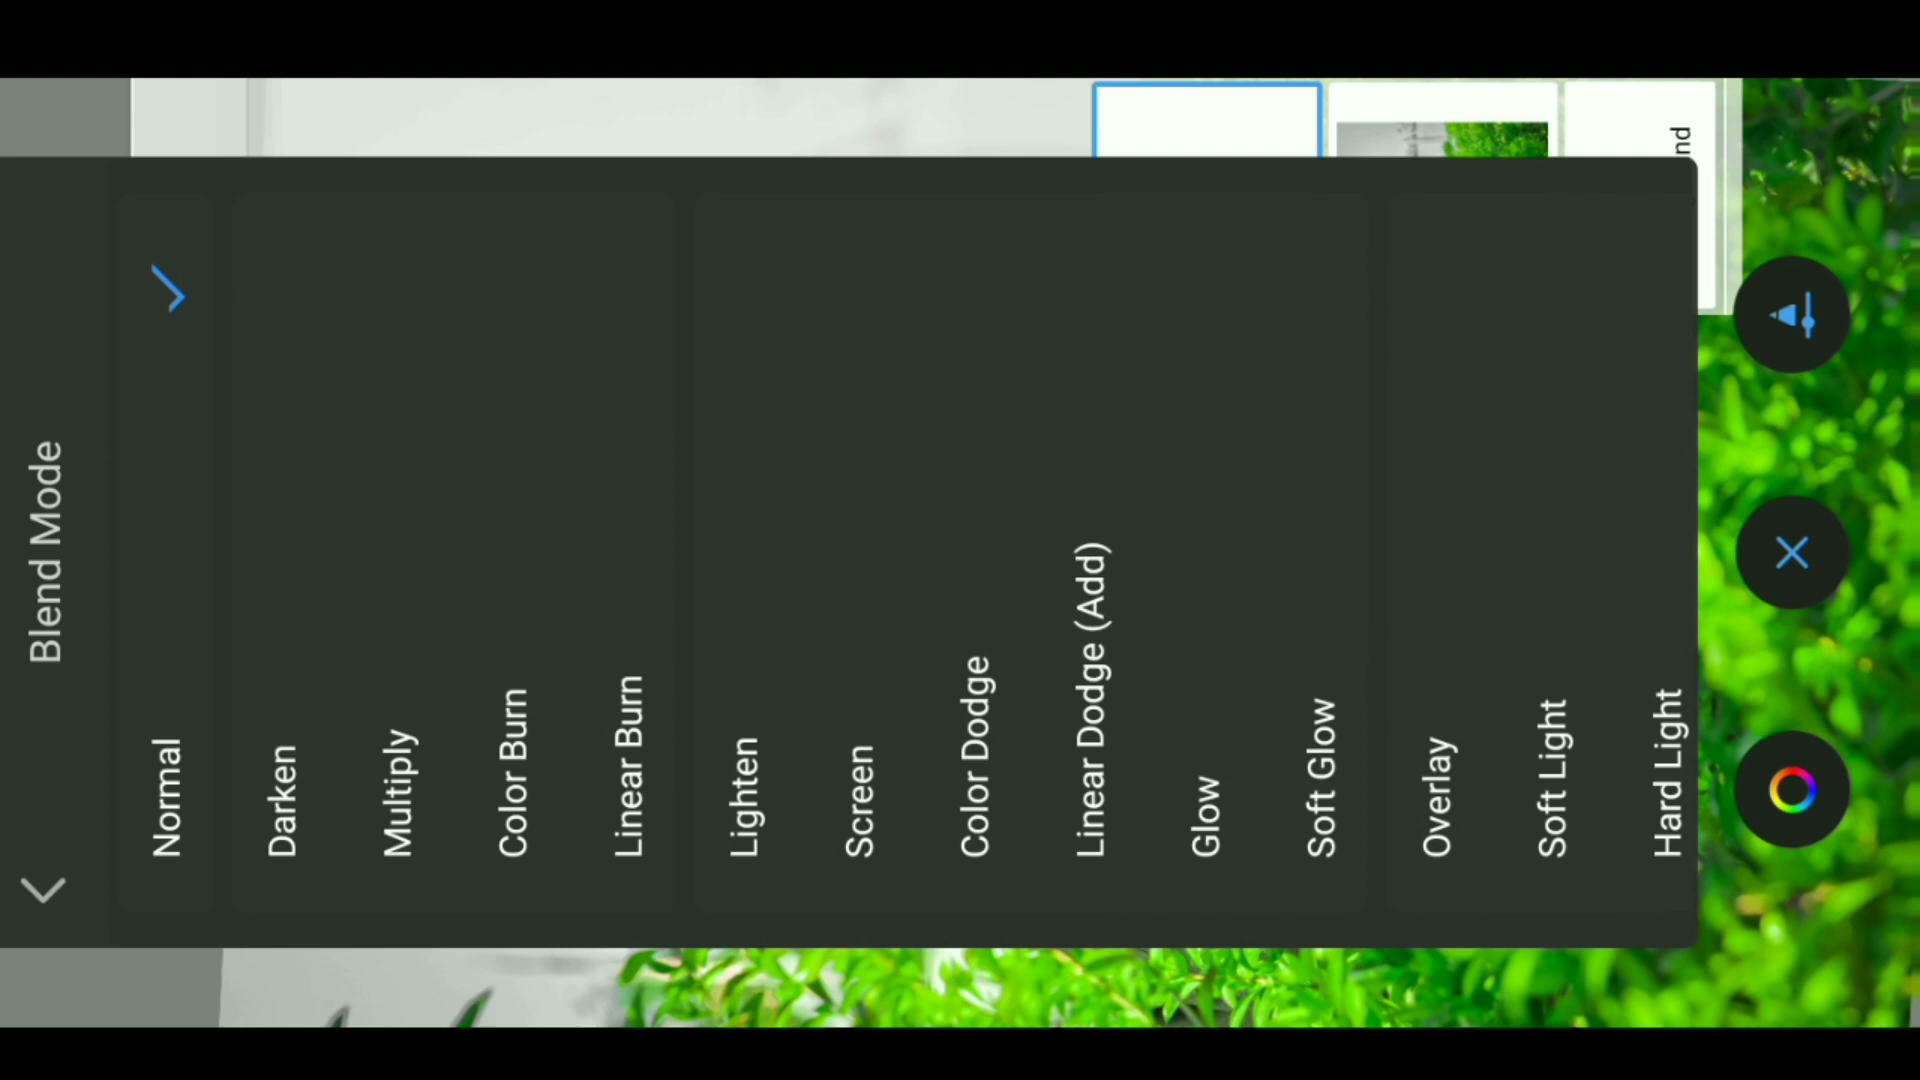 Blend Mode
Normal
Darken
Multiply
Color Burn
Linear Burn
Lighten
Screen
Color Dodge
Linear Dodge (Add)
Glow
Soft Glow
Overlay
Soft Light
Hard Light
nd